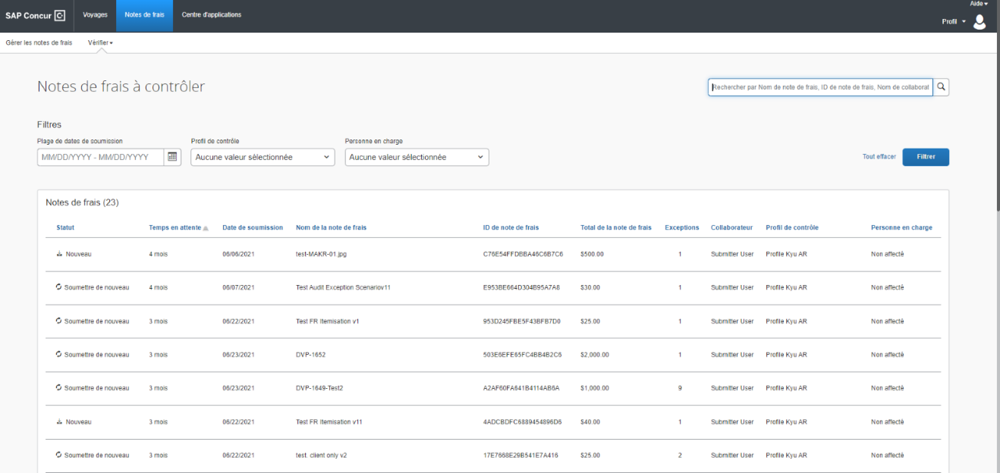 Aide
SAP Concur C Voyages Notes de frais Centre d'applications
Profil
Gérer les notes de frais Vérifier
Notes de frais à contrôler
Rechercher par Nom de note de frais, ID de note de frais, Nom de collaborat
Filtres
Plage de dates de soumission Profil de contrôle Personne en charge
MM/DD/YYYY - MM/DD/YYYY Aucune valeur sélectionnée Aucune valeur sélectionnée Tout effacer Filtrer
Notes de frais (23)
Statut Temps en attente Date de soumission Nom de la note de frais ID de note de frais Total de la note de frais Exceptions Collaborateur Profil de contrôle Personne en charge
Nouveau 4 mois 06/06/2021 test-MAKR-01.jpg C76E54FFDBBA46C6B7C6 $500.00 1 Submitter User Profile Kyu AR Non affecté
Soumettre de nouveau 4 mois 06/07/2021 Test Audit Exception Scenariov11 E953BE664D304B95A7A8 $30.00 1 Submitter User Profile Kyu AR Non affecté
Soumettre de nouveau 3 mois 06/22/2021 Test FR Itemisation v1 953D245FBE5F43BFB7D0 $25.00 1 Submitter User Profile Kyu AR Non affecté
Soumettre de nouveau 3 mois 06/23/2021 DVP-1652 503E6EFE65FC4BB4B2C6 $2,000.00 1 Submitter User Profile Kyu AR Non affecté
Soumettre de nouveau 3 mois 06/23/2021 DVP-1649-Test2 A2AF60FA641B4114AB6A $1,000.00 9 Submitter User Profile Kyu AR Non affecté
Nouveau 3 mois 06/22/2021 Test FR Itemisation v11 4ADCBDFC6889454896D6 $40.00 1 Submitter User Profile Kyu AR Non affecté
Soumettre de nouveau 3 mois 06/22/2021 test. client only v2 17E7668E29B541E7A416 $25.00 2 Submitter User Profile Kyu AR Non affecté